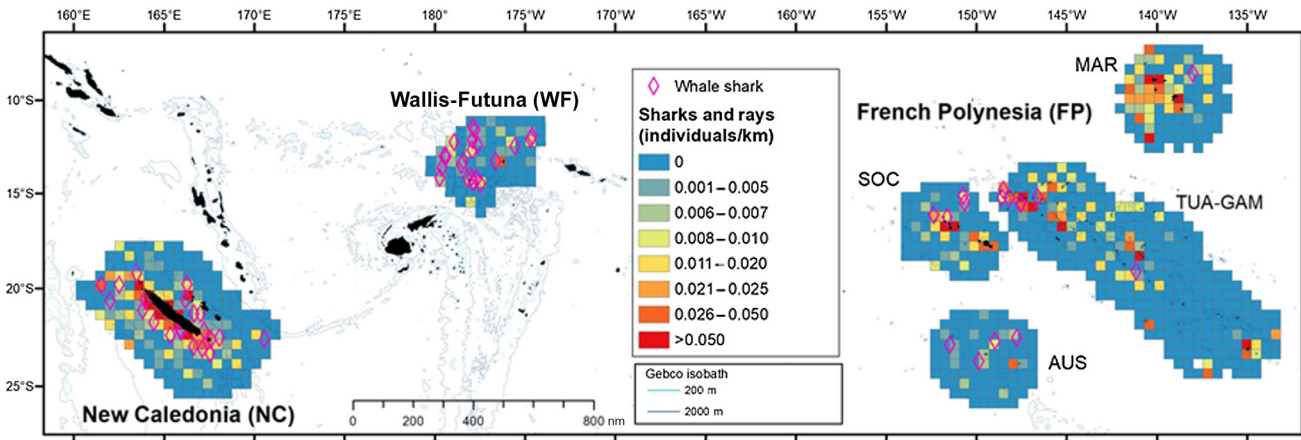 160°E 165°E 170°E 175°E 180° 175°W 170°W 165°W 160°W 155°W 150°W 145°W 140°W 135°W
10°S
15°S
20°S
25°S
Wallis-Futuna (WF)
New Caledonia (NC)
0 200 400 800 nm
Whale shark
Sharks and rays
(individuals/km)
0
0.001–0.005
0.006–0.007
0.008–0.010
0.011–0.020
0.021–0.025
0.026–0.050
>0.050
Gebco isobath
200 m
2000 m
MAR
French Polynesia (FP)
SOC
TUA-GAM
AUS